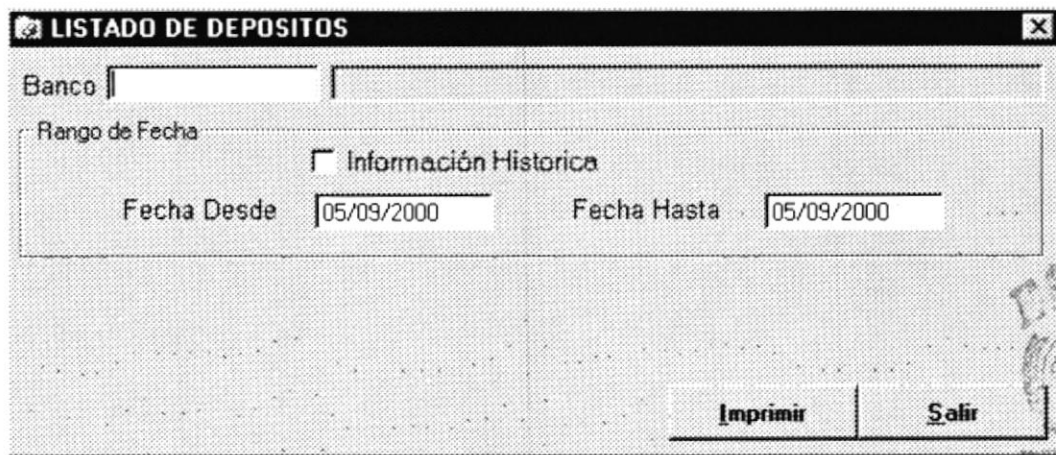 LISTADO DE DEPOSITOS
Banco
Rango de Fecha
Información Historica
Fecha Desde 05/09/2000 Fecha Hasta 05/09/2000
Imprimir Salir